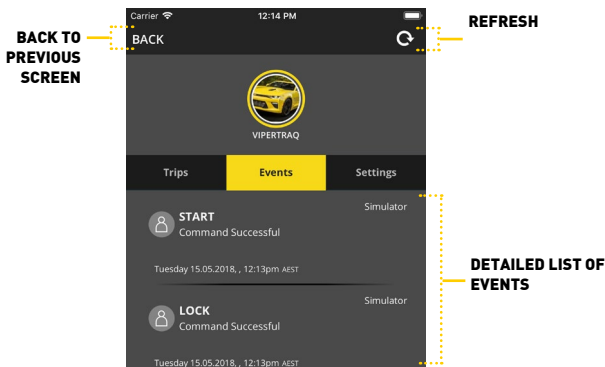 Carrier
12:14 PM
REFRESH
BACK TO
PREVIOUS
SCREEN
BACK
VIPERTRAQ
Trips
Events
Settings
Simulator
START
Command Successful
Tuesday 15.05.2018, , 12:13pm AEST
DETAILED LIST OF
EVENTS
Simulator
LOCK
Command Successful
Tuesday 15.05.2018, , 12:13pm AEST